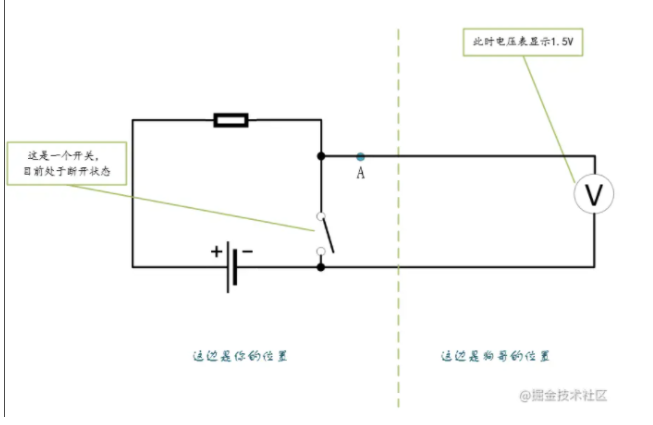 此时电压表显示1.5V
这是一个开关，
目前处于断开状态
A
V
+ −
这边是你的位置
这边是狗哥的位置
@掘金技术社区